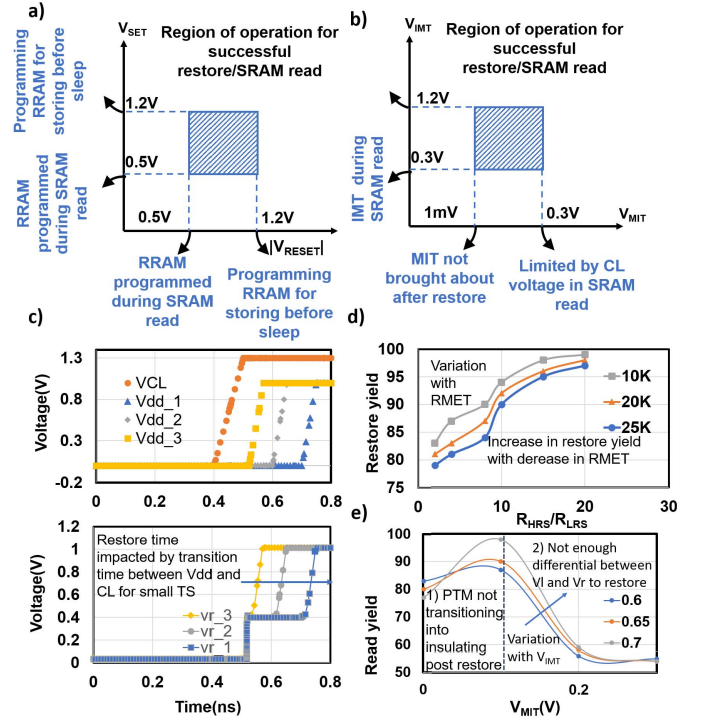 a)
V_SET
Region of operation for
successful
restore/SRAM read
Programming
RRAM for
storing before
sleep
1.2V
0.5V
RRAM
programmed
during SRAM
read
0.5V
1.2V
|V_RESET|
RRAM
programmed
during SRAM
read
Programming
RRAM for
storing before
sleep
b)
V_IMT
Region of operation for
successful
restore/SRAM read
1.2V
0.3V
IMT during
SRAM read
1mV
0.3V
V_MIT
MIT not
brought about
after restore
Limited by CL
voltage in SRAM
read
c)
Voltage(V)
1.3
0.8
0.3
-0.2
VCL
Vdd_1
Vdd_2
Vdd_3
0
0.2
0.4
0.6
0.8
Voltage(V)
1.2
1
0.8
0.6
0.4
0.2
0
Restore time
impacted by transition
time between Vdd and
CL for small TS
vr_3
vr_2
vr_1
0
0.2
0.4
0.6
0.8
Time(ns)
d)
Restore yield
100
95
90
85
80
75
Variation
with
RMET
10K
20K
25K
Increase in restore yield
with derease in RMET
0
10
20
30
R_HRS/R_LRS
e)
Read yield
100
90
80
70
60
50
2) Not enough
differential between
Vl and Vr to restore
1) PTM not
transitioning
into
insulating
post restore
Variation
with V_IMT
0.6
0.65
0.7
0
0.2
V_MIT(V)